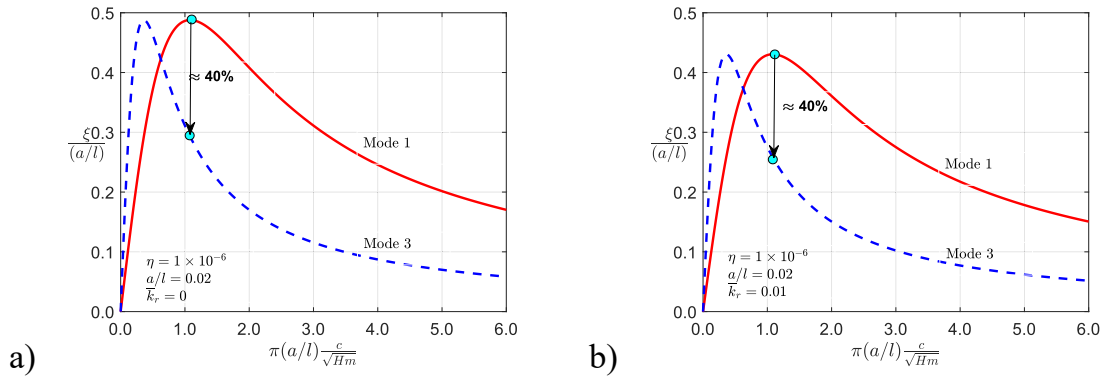 0.5
0.4
0.3
0.2
0.1
0.0
ξ/(a/l)
≈ 40%
Mode 1
Mode 3
η = 1 × 10⁻⁶
a/l = 0.02
k̅ᵣ = 0
0.0 1.0 2.0 3.0 4.0 5.0 6.0
π(a/l) c/√Hm
a)
0.5
0.4
0.3
0.2
0.1
0.0
ξ/(a/l)
≈ 40%
Mode 1
Mode 3
η = 1 × 10⁻⁶
a/l = 0.02
k̅ᵣ = 0.01
0.0 1.0 2.0 3.0 4.0 5.0 6.0
π(a/l) c/√Hm
b)